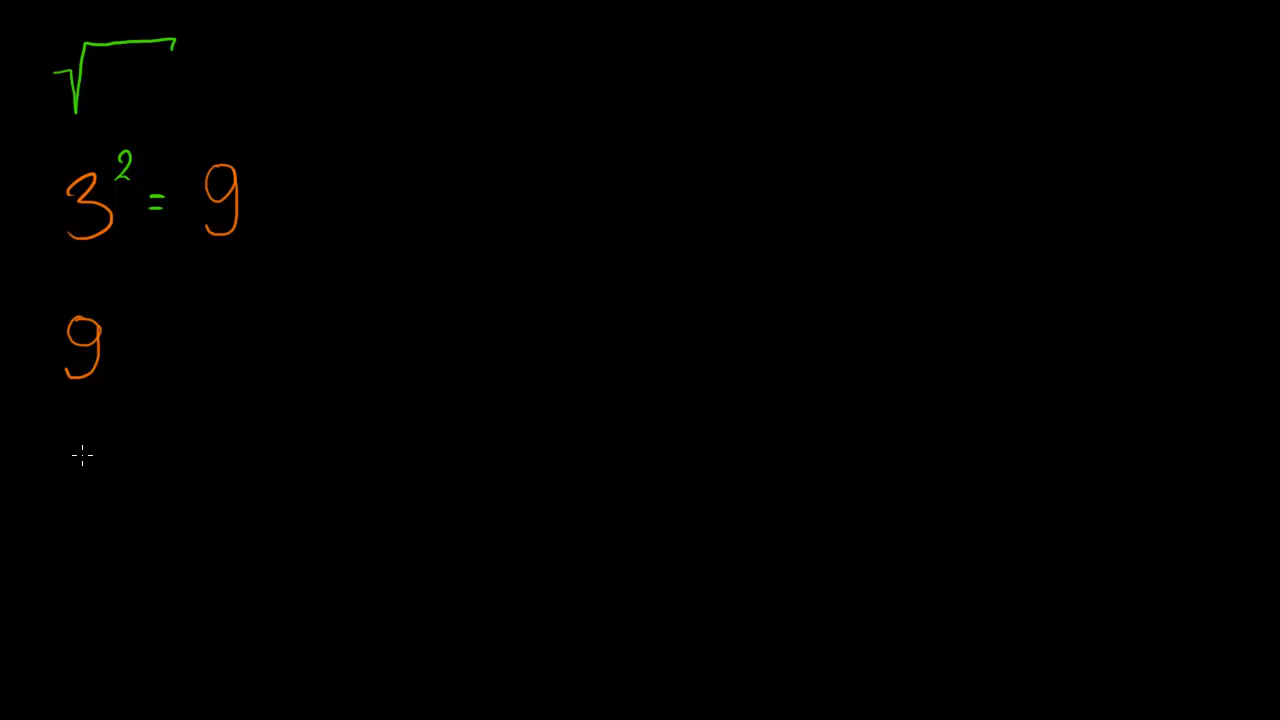 √
3² = 9
9